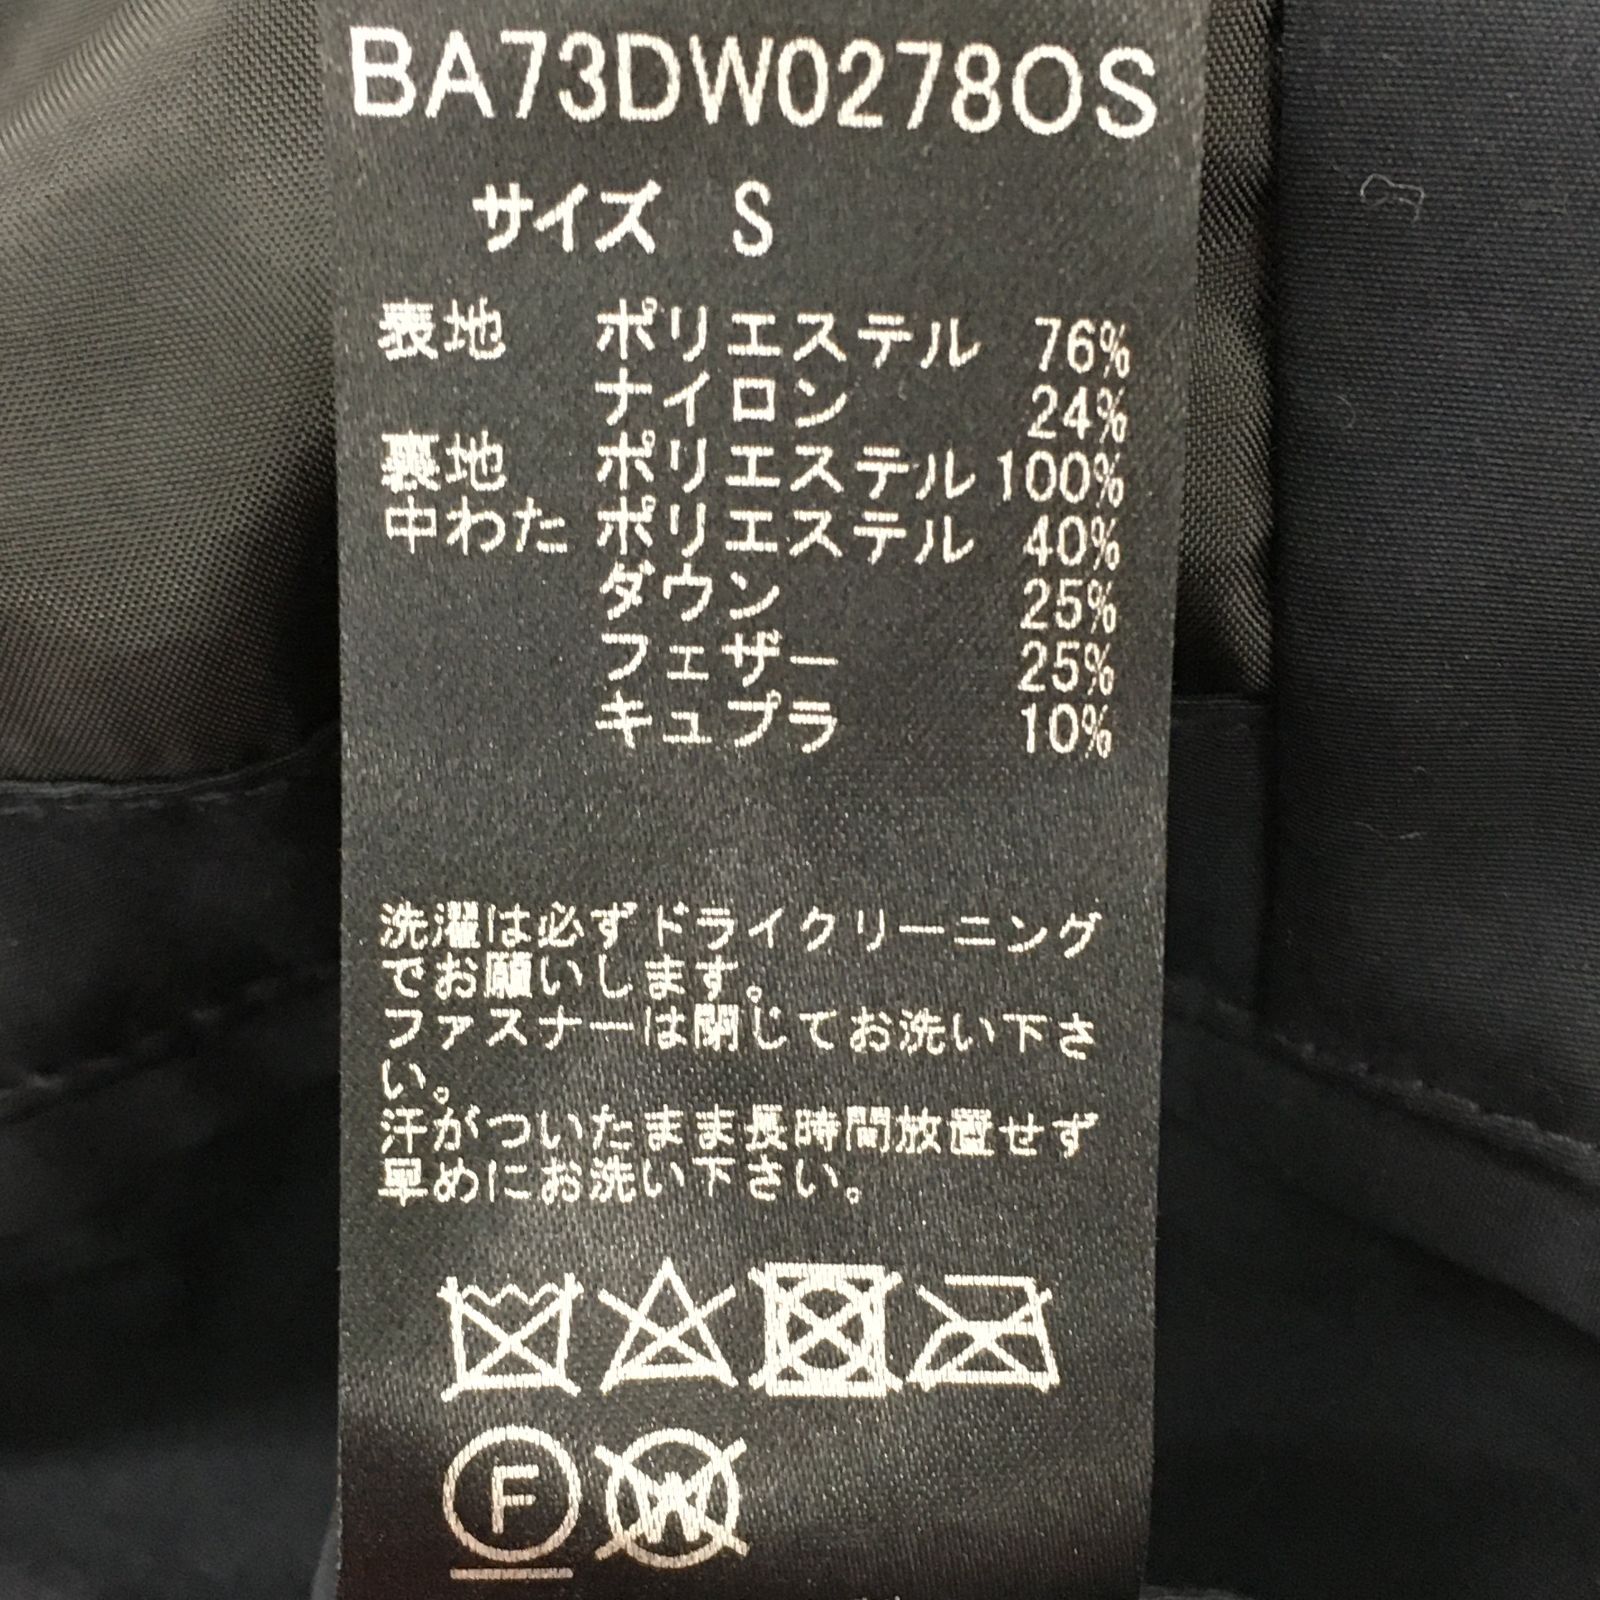 BA73DW0278OS
サイズ S
表地 ポリエステル 76%
ナイロン 24%
裏地 ポリエステル 100%
中わた ポリエステル 40%
ダウン 25%
フェザー 25%
キュプラ 10%
洗濯は必ずドライクリーニング
でお願いします。
ファスナーは閉じてお洗い下さ
い。
汗がついたまま長時間放置せず
早めにお洗い下さい。
F W